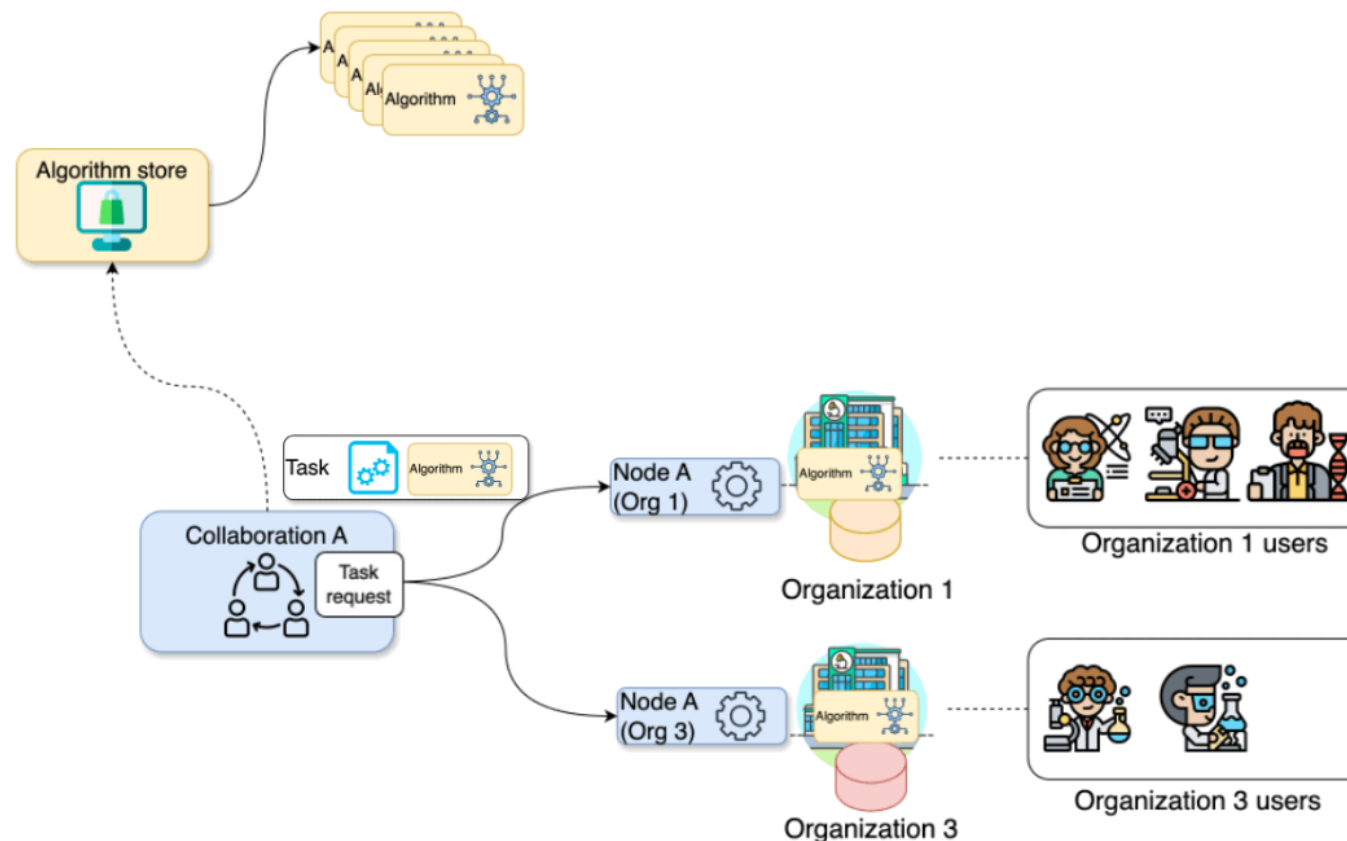 A
A
A
Al
Algorithm
Algorithm store
Task
Algorithm
Collaboration A
Task
request
Node A
(Org 1)
Algorithm
Organization 1
Organization 1 users
Node A
(Org 3)
Algorithm
Organization 3
Organization 3 users